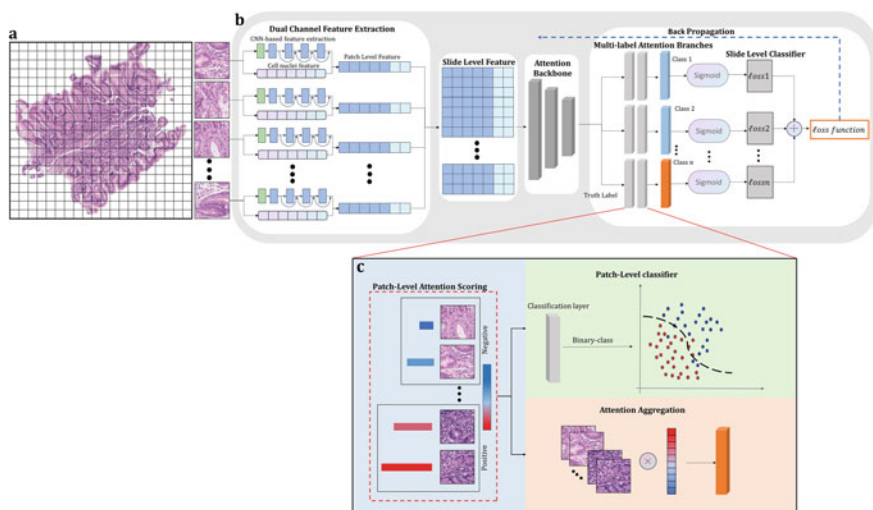 a
b
Dual Channel Feature Extraction
CNN-based feature extraction
Cell nuclei feature
Patch Level Feature
Slide Level Feature
Attention
Backbone
Back Propagation
Multi-label Attention Branches
Slide Level Classifier
Class 1
Sigmoid
ℓoss1
Class 2
Sigmoid
ℓoss2
ℓoss function
Class n
Sigmoid
ℓossn
Truth Label
c
Patch-Level Attention Scoring
Negative
Positive
Patch-Level classifier
Classification layer
Binary-class
Attention Aggregation